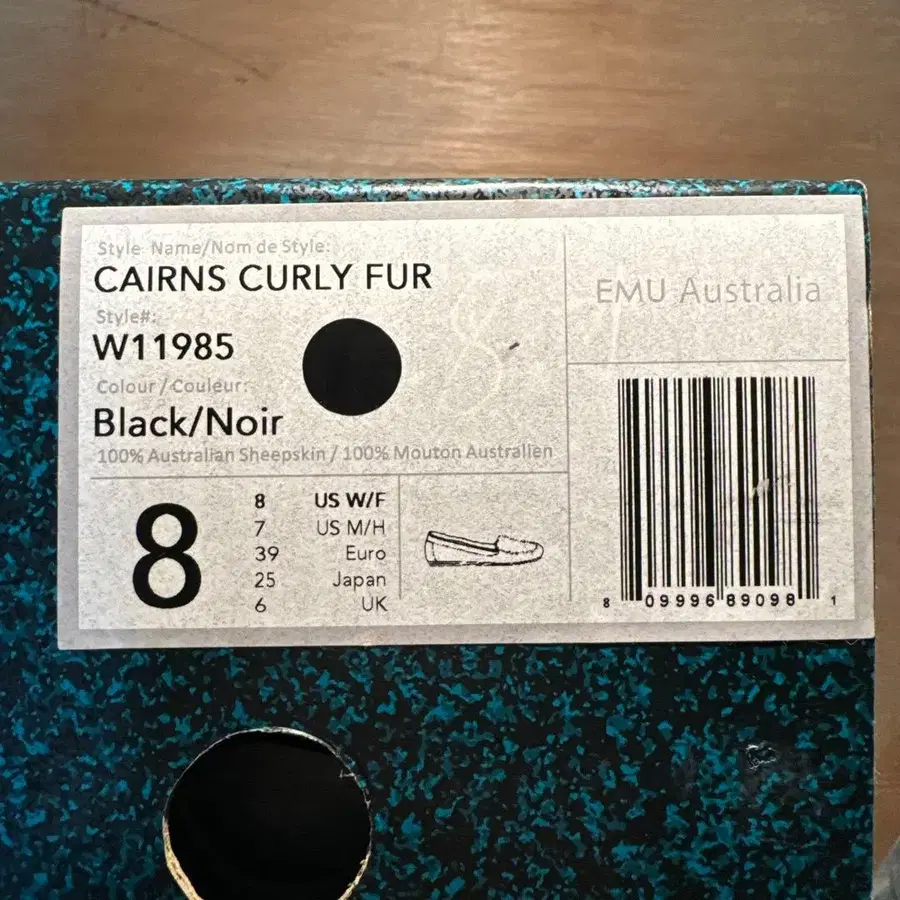 Style Name/Nom de Style:
CAIRNS CURLY FUR
Style#:
W11985
Colour/Couleur:
Black/Noir
100% Australian Sheepskin / 100% Mouton Australien
EMU Australia
8
8 US W/F
7 US M/H
39 Euro
25 Japan
6 UK
8 09996 89098 1